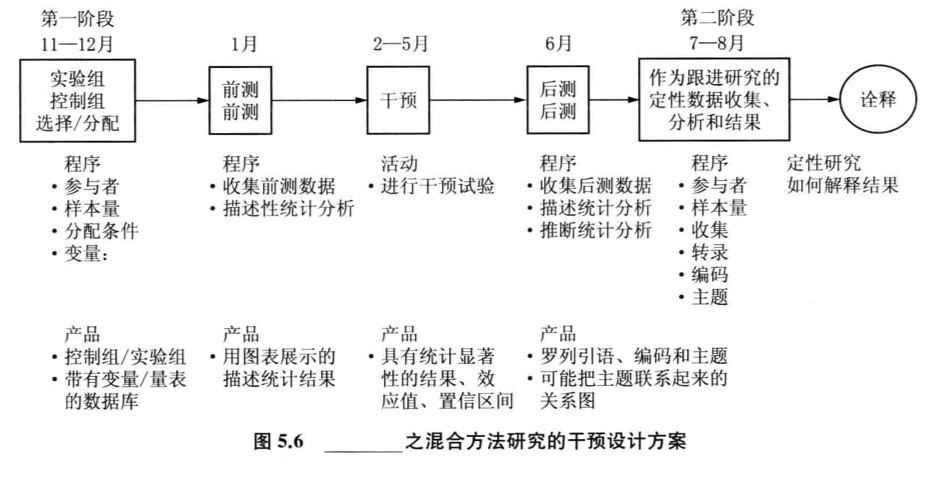 第一阶段
11—12月
1月
2—5月
6月
第二阶段
7—8月
实验组
控制组
选择/分配
前测
前测
干预
后测
后测
作为跟进研究的
定性数据收集、
分析和结果
诠释
程序
·参与者
·样本量
·分配条件
·变量:
程序
·收集前测数据
·描述性统计分析
活动
·进行干预试验
程序
·收集后测数据
·描述统计分析
·推断统计分析
程序
·参与者
·样本量
·收集
·转录
·编码
·主题
定性研究
如何解释结果
产品
·控制组/实验组
·带有变量/量表
的数据库
产品
·用图表展示的
描述统计结果
产品
·具有统计显著
性的结果、效
应值、置信区间
产品
·罗列引语、编码和主题
·可能把主题联系起来的
关系图
图 5.6 ________之混合方法研究的干预设计方案